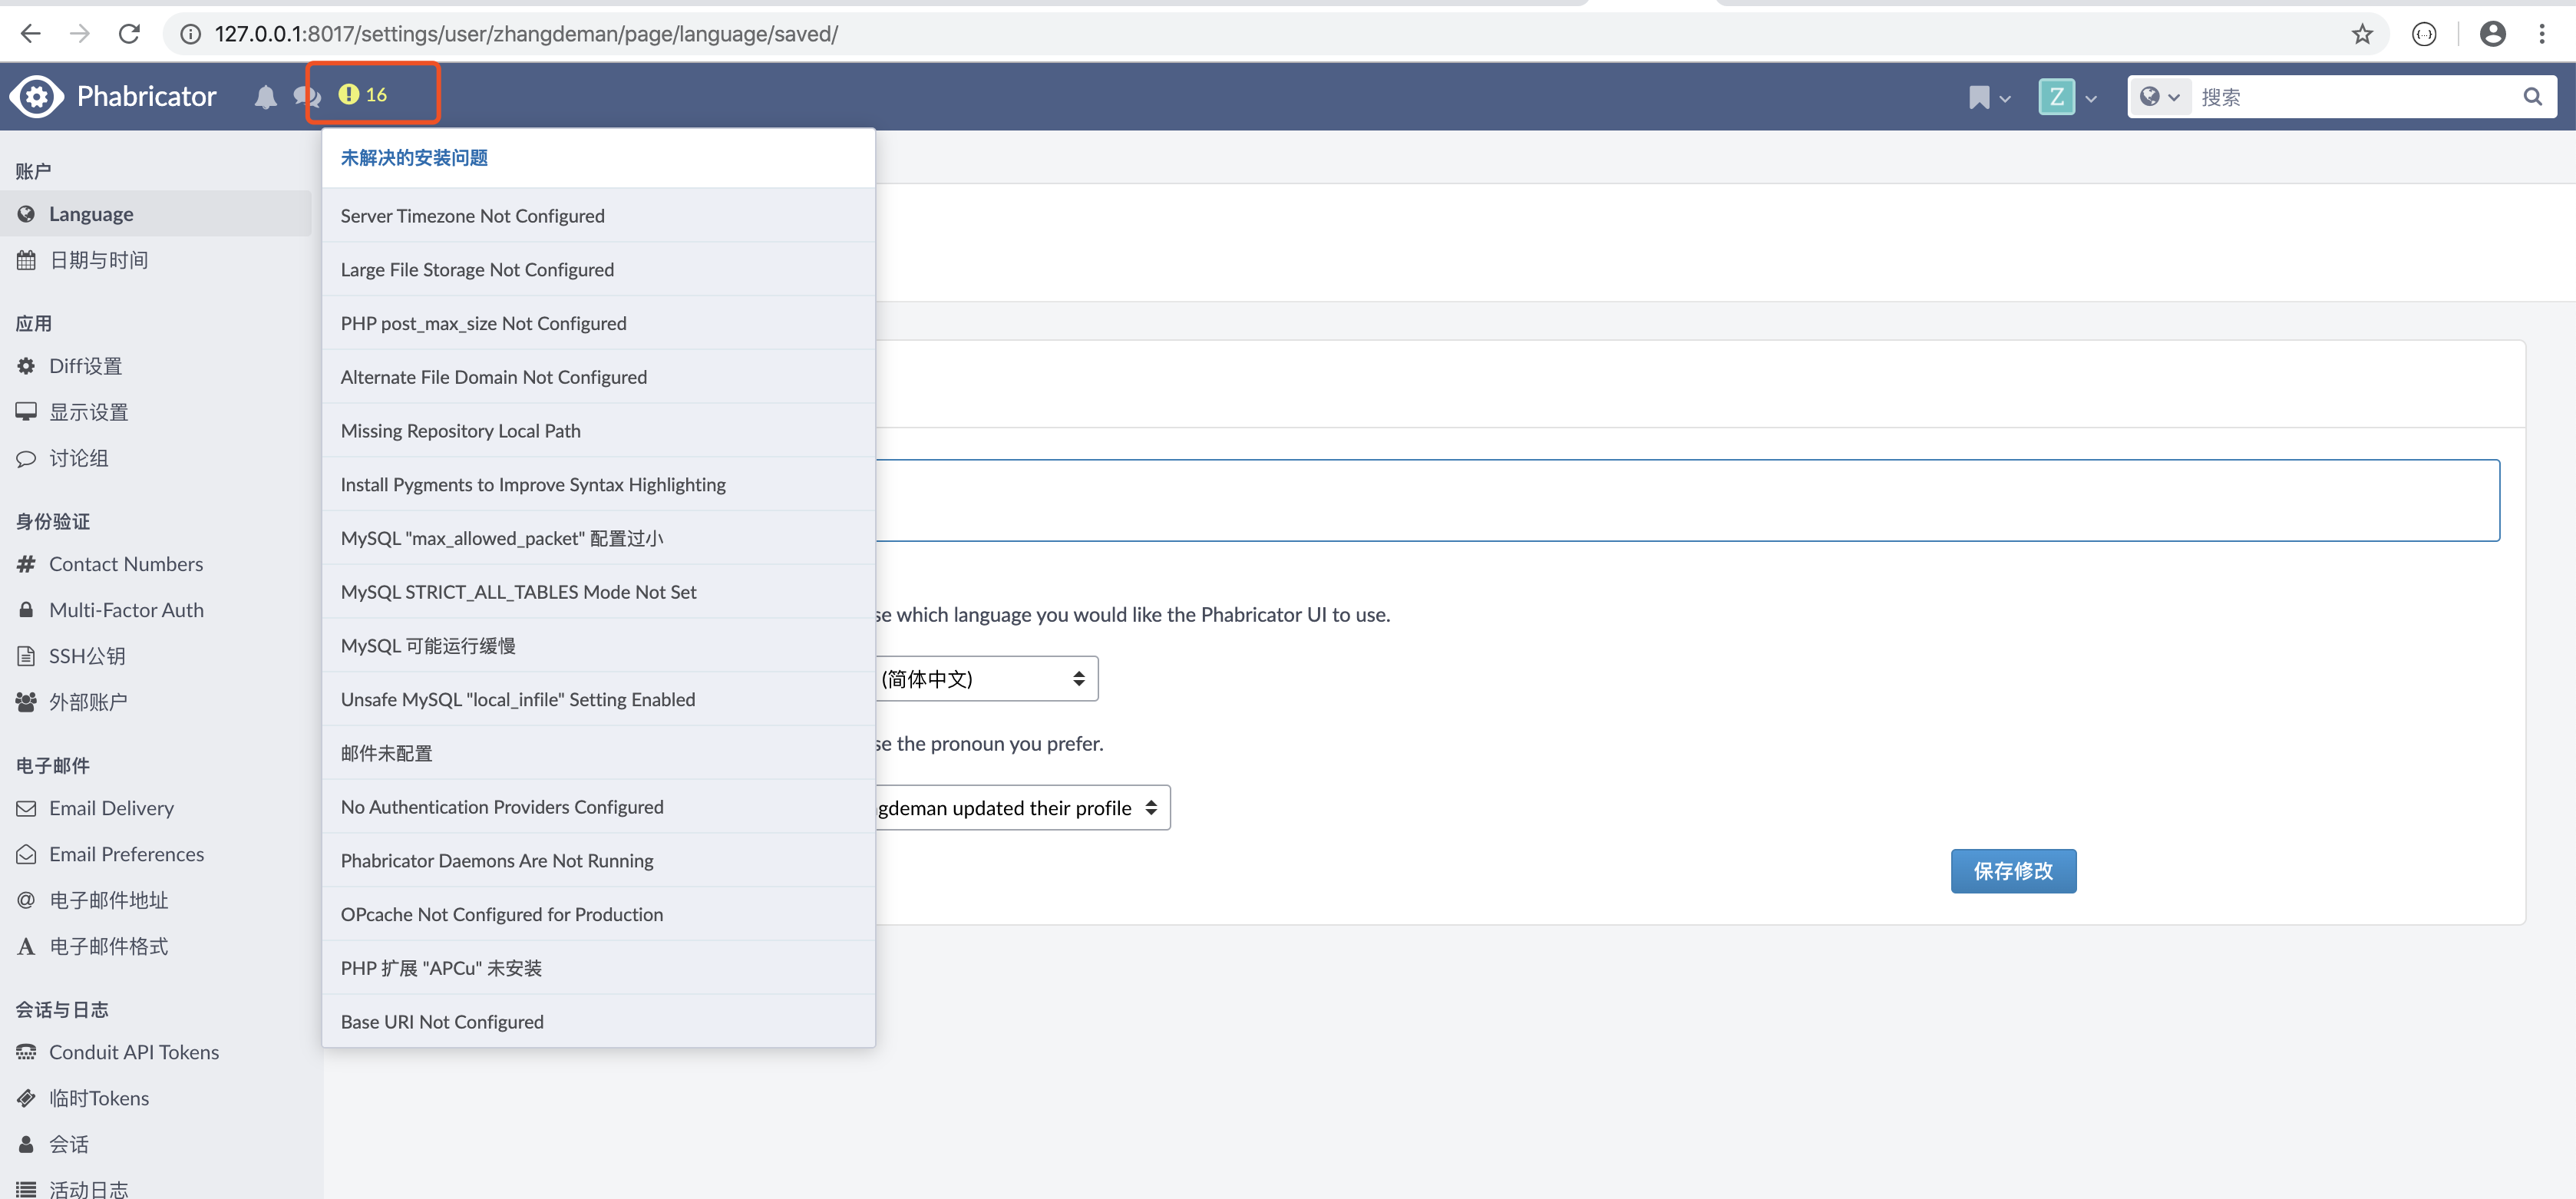 127.0.0.1:8017/settings/user/zhangdeman/page/language/saved/
Phabricator
16
Z
搜索
账户
Language
日期与时间
应用
Diff设置
显示设置
讨论组
身份验证
Contact Numbers
Multi-Factor Auth
SSH公钥
外部账户
电子邮件
Email Delivery
Email Preferences
电子邮件地址
电子邮件格式
会话与日志
Conduit API Tokens
临时Tokens
会话
活动日志
未解决的安装问题
Server Timezone Not Configured
Large File Storage Not Configured
PHP post_max_size Not Configured
Alternate File Domain Not Configured
Missing Repository Local Path
Install Pygments to Improve Syntax Highlighting
MySQL "max_allowed_packet" 配置过小
MySQL STRICT_ALL_TABLES Mode Not Set
MySQL 可能运行缓慢
Unsafe MySQL "local_infile" Setting Enabled
邮件未配置
No Authentication Providers Configured
Phabricator Daemons Are Not Running
OPcache Not Configured for Production
PHP 扩展 "APCu" 未安装
Base URI Not Configured
se which language you would like the Phabricator UI to use.
(简体中文)
se the pronoun you prefer.
gdeman updated their profile
保存修改